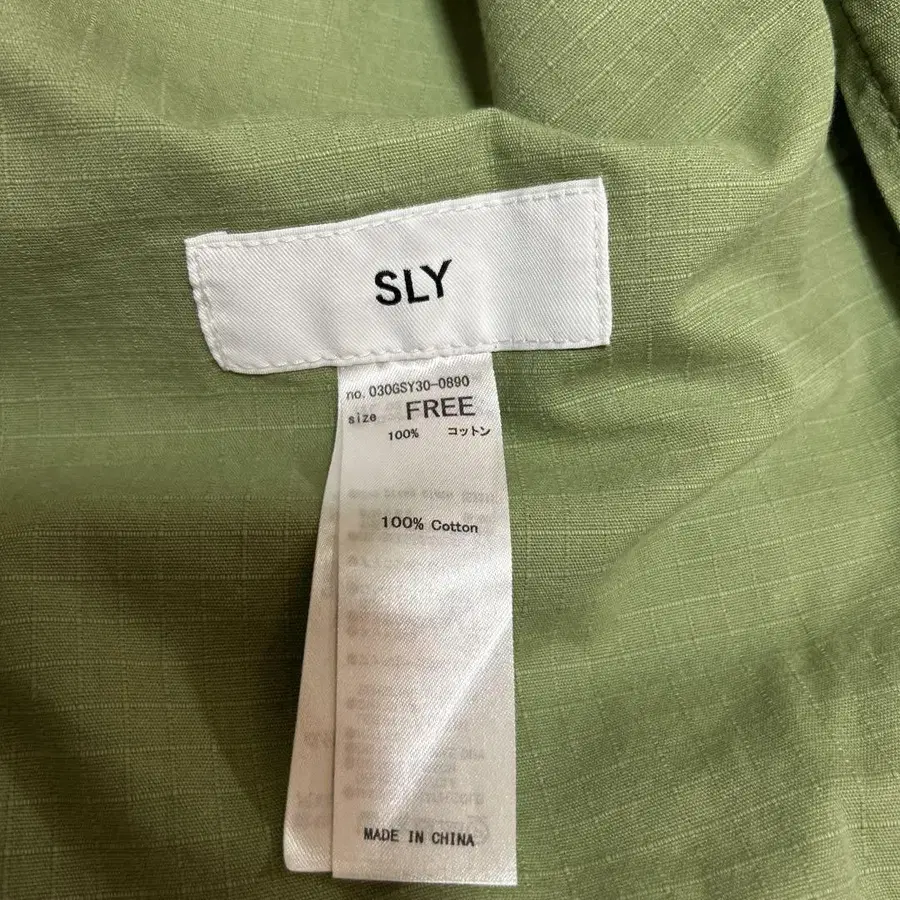 SLY
no. 030GSY30-0890
size FREE
100% コットン
100% Cotton
MADE IN CHINA